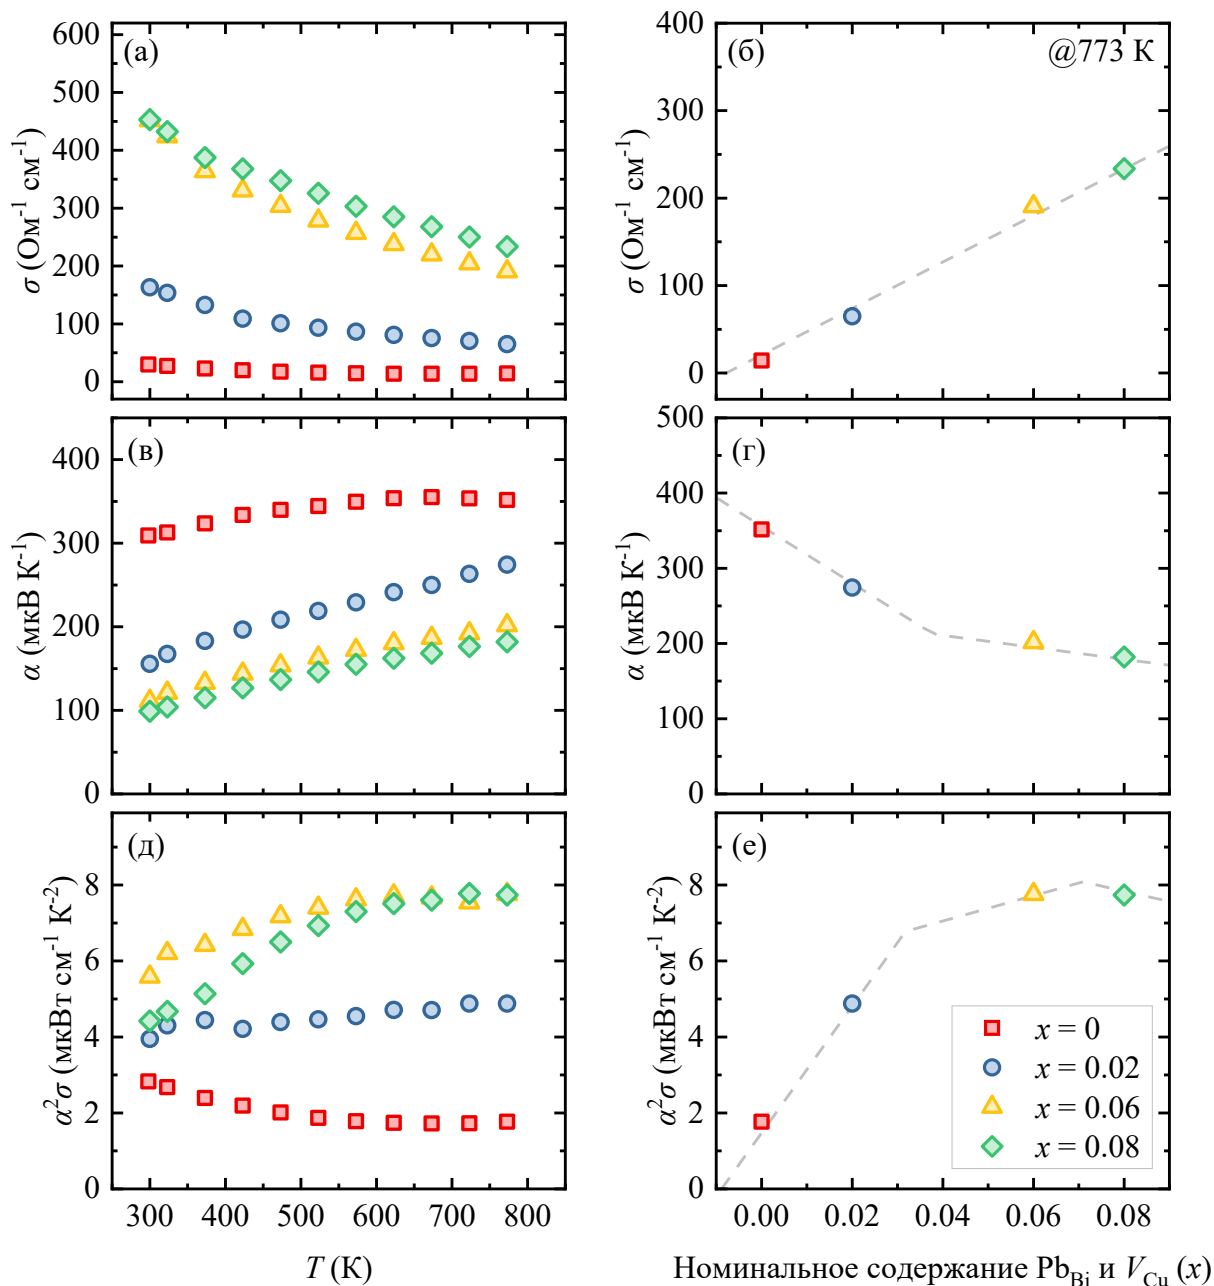 (а)
600
500
400
300
200
100
0
σ (Ом⁻¹ см⁻¹)
(б)
@773 К
400
300
200
100
0
σ (Ом⁻¹ см⁻¹)
(в)
400
300
200
100
0
α (мкВ К⁻¹)
(г)
500
400
300
200
100
0
α (мкВ К⁻¹)
(д)
8
6
4
2
0
α²σ (мкВт см⁻¹ К⁻²)
300 400 500 600 700 800
T (К)
(е)
8
6
4
2
0
α²σ (мкВт см⁻¹ К⁻²)
x = 0
x = 0.02
x = 0.06
x = 0.08
0.00 0.02 0.04 0.06 0.08
Номинальное содержание Pb_Bi и V_Cu (x)